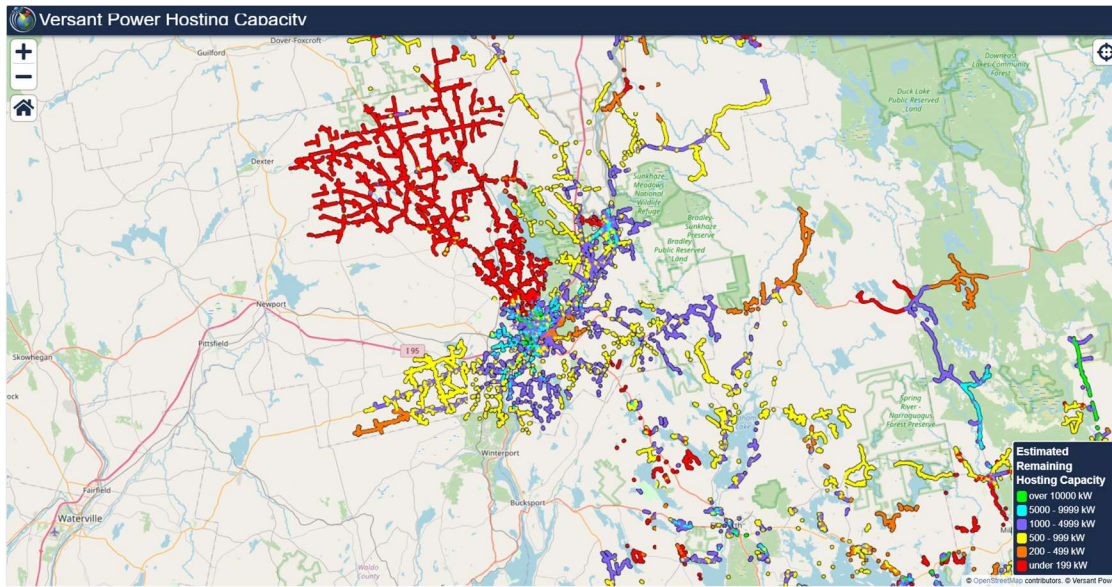 Versant Power Hosting Capacity
Dover-Foxcroft
Guilford
Downeast
Lakes Community
Forest
Duck Lake
Public Reserved
Land
Dexter
Sunkhaze
Meadows
National
Wildlife
Refuge
Bradley-
Sunkhaze
Preserve
Bradley
Public Reserved
Land
Newport
Pittsfield
I 95
Skowhegan
Spring
River -
Narraguagus
Forest Preserve
Winterport
Bucksport
Fairfield
Waterville
Waldo
County
Estimated
Remaining
Hosting Capacity
over 10000 kW
5000 - 9999 kW
1000 - 4999 kW
500 - 999 kW
200 - 499 kW
under 199 kW
© OpenStreetMap contributors. © Versant Pow